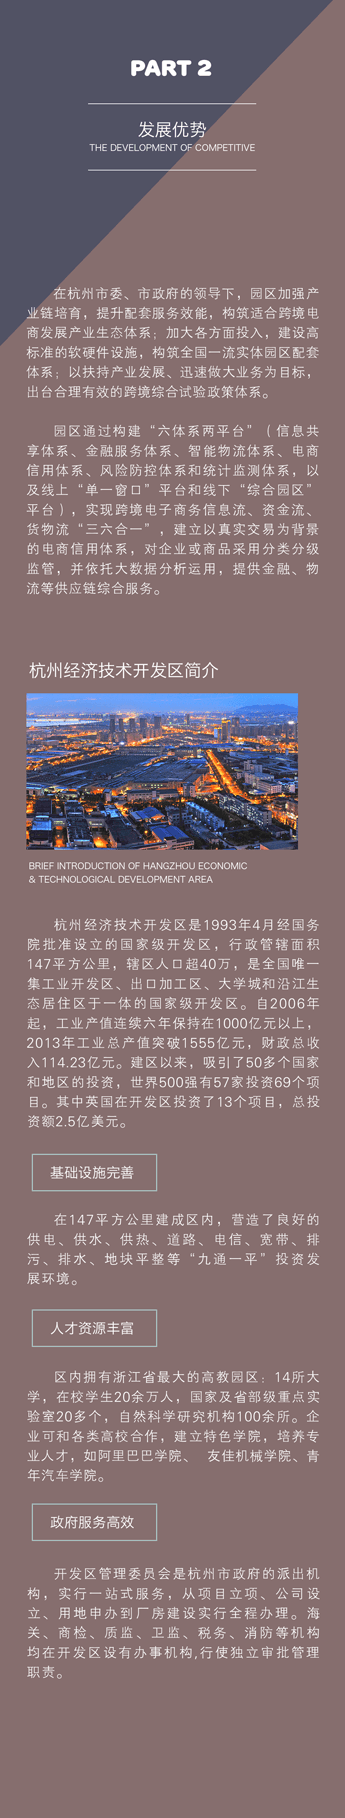 PART 2
发展优势
THE DEVELOPMENT OF COMPETITIVE
在杭州市委、市政府的领导下，园区加强产
业链培育，提升配套服务效能，构筑适合跨境电
商发展产业生态体系；加大各方面投入，建设高
标准的软硬件设施，构筑全国一流实体园区配套
体系；以扶持产业发展、迅速做大业务为目标，
出台合理有效的跨境综合试验政策体系。
园区通过构建“六体系两平台”（信息共
享体系、金融服务体系、智能物流体系、电商
信用体系、风险防控体系和统计监测体系，以
及线上“单一窗口”平台和线下“综合园区”
平台），实现跨境电子商务信息流、资金流、
货物流“三六合一”，建立以真实交易为背景
的电商信用体系，对企业或商品采用分类分级
监管，并依托大数据分析运用，提供金融、物
流等供应链综合服务。
杭州经济技术开发区简介
BRIEF INTRODUCTION OF HANGZHOU ECONOMIC
& TECHNOLOGICAL DEVELOPMENT AREA
杭州经济技术开发区是1993年4月经国务
院批准设立的国家级开发区，行政管辖面积
147平方公里，辖区人口超40万，是全国唯一
集工业开发区、出口加工区、大学城和沿江生
态居住区于一体的国家级开发区。自2006年
起，工业产值连续六年保持在1000亿元以上，
2013年工业总产值突破1555亿元，财政总收
入114.23亿元。建区以来，吸引了50多个国家
和地区的投资，世界500强有57家投资69个项
目。其中英国在开发区投资了13个项目，总投
资额2.5亿美元。
基础设施完善
在147平方公里建成区内，营造了良好的
供电、供水、供热、道路、电信、宽带、排
污、排水、地块平整等“九通一平”投资发
展环境。
人才资源丰富
区内拥有浙江省最大的高教园区：14所大
学，在校学生20余万人，国家及省部级重点实
验室20多个，自然科学研究机构100余所。企
业可和各类高校合作，建立特色学院，培养专
业人才，如阿里巴巴学院、 友佳机械学院、青
年汽车学院。
政府服务高效
开发区管理委员会是杭州市政府的派出机
构，实行一站式服务，从项目立项、公司设
立、用地申办到厂房建设实行全程办理。海
关、商检、质监、卫监、税务、消防等机构
均在开发区设有办事机构,行使独立审批管理
职责。